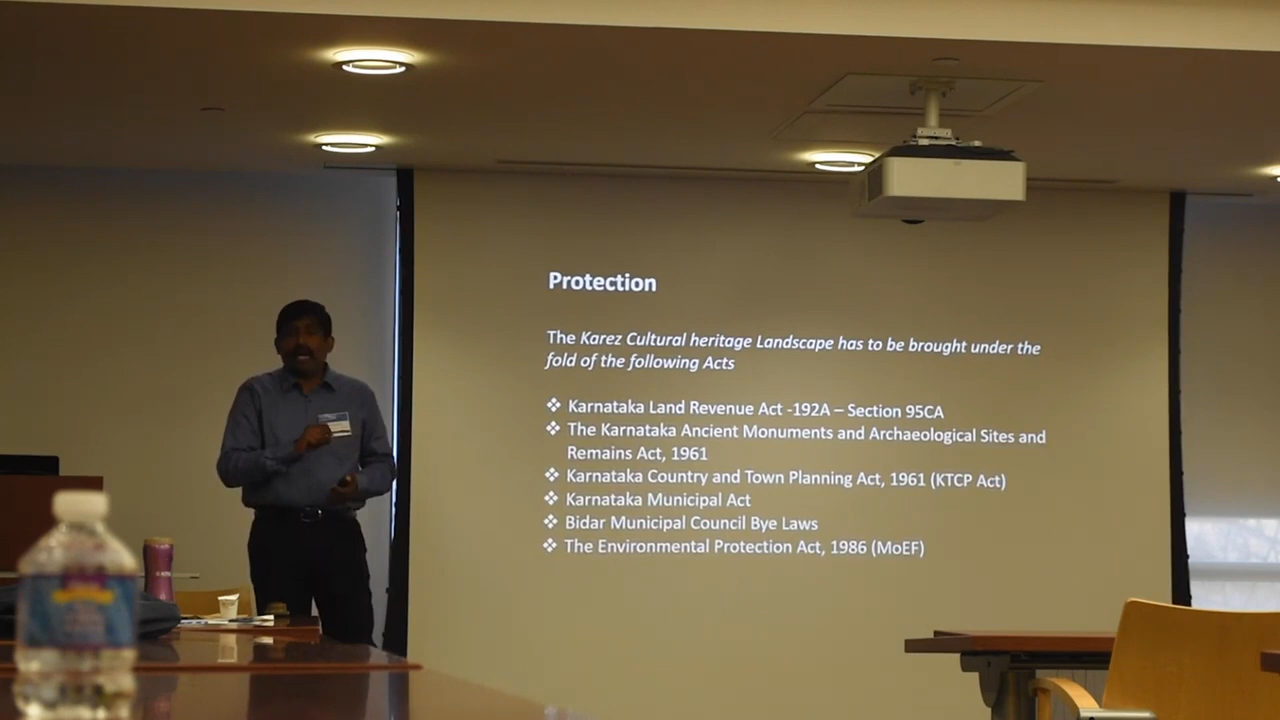 Protection
The Karez Cultural heritage Landscape has to be brought under the
fold of the following Acts
❖ Karnataka Land Revenue Act -192A – Section 95CA
❖ The Karnataka Ancient Monuments and Archaeological Sites and
Remains Act, 1961
❖ Karnataka Country and Town Planning Act, 1961 (KTCP Act)
❖ Karnataka Municipal Act
❖ Bidar Municipal Council Bye Laws
❖ The Environmental Protection Act, 1986 (MoEF)